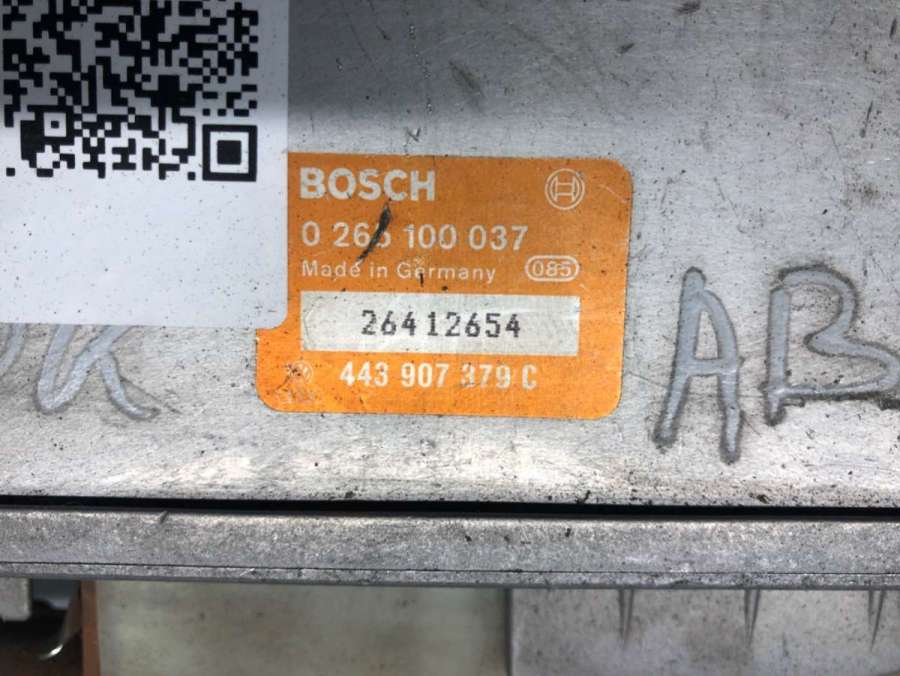 BOSCH
0 265 100 037
Made in Germany 085
26412654
443 907 379 C
AB